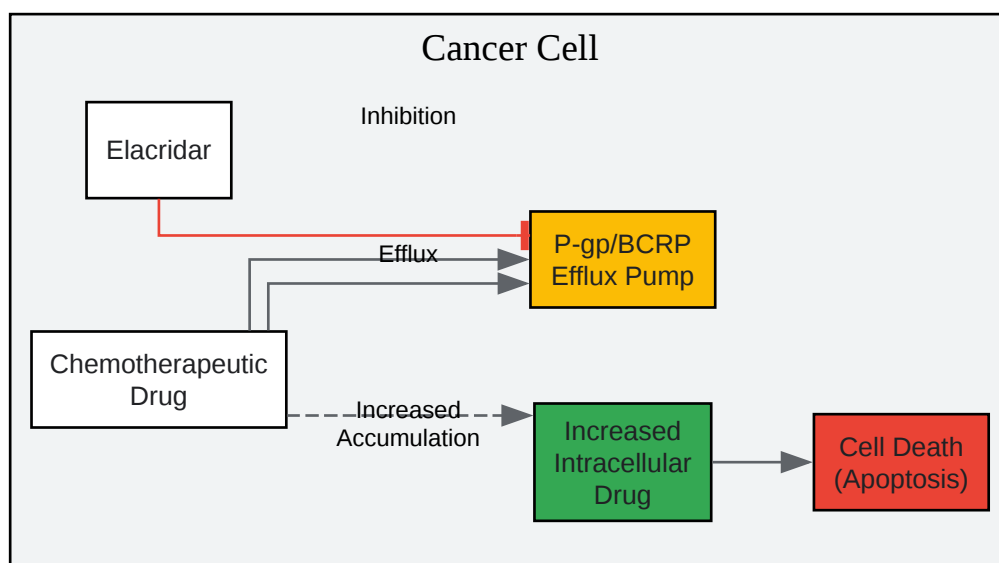 Cancer Cell
Inhibition
Elacridar
P-gp/BCRP
Efflux Pump
Efflux
Chemotherapeutic
Drug
Increased
Accumulation
Increased
Intracellular
Drug
Cell Death
(Apoptosis)